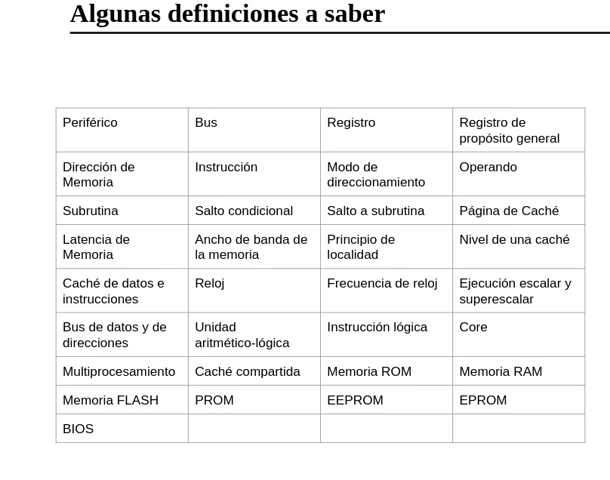 Algunas definiciones a saber
Periférico
Bus
Registro
Registro de
propósito general
Dirección de
Memoria
Instrucción
Modo de
direccionamiento
Operando
Subrutina
Salto condicional
Salto a subrutina
Página de Caché
Latencia de
Memoria
Ancho de banda de
la memoria
Principio de
localidad
Nivel de una caché
Caché de datos e
instrucciones
Reloj
Frecuencia de reloj
Ejecución escalar y
superescalar
Bus de datos y de
direcciones
Unidad
aritmético-lógica
Instrucción lógica
Core
Multiprocesamiento
Caché compartida
Memoria ROM
Memoria RAM
Memoria FLASH
PROM
EEPROM
EPROM
BIOS